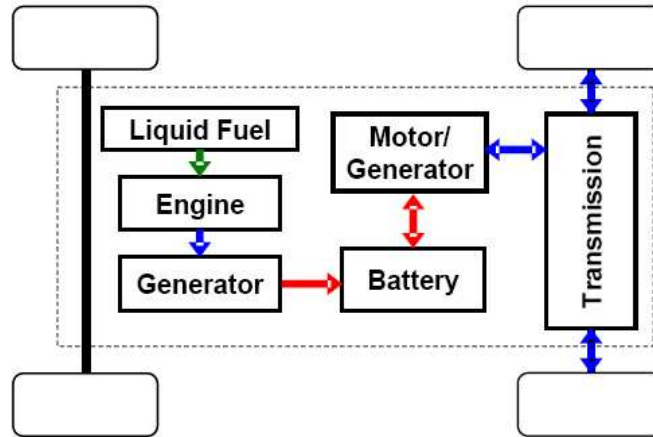 Liquid Fuel
Engine
Generator
Motor/
Generator
Battery
Transmission